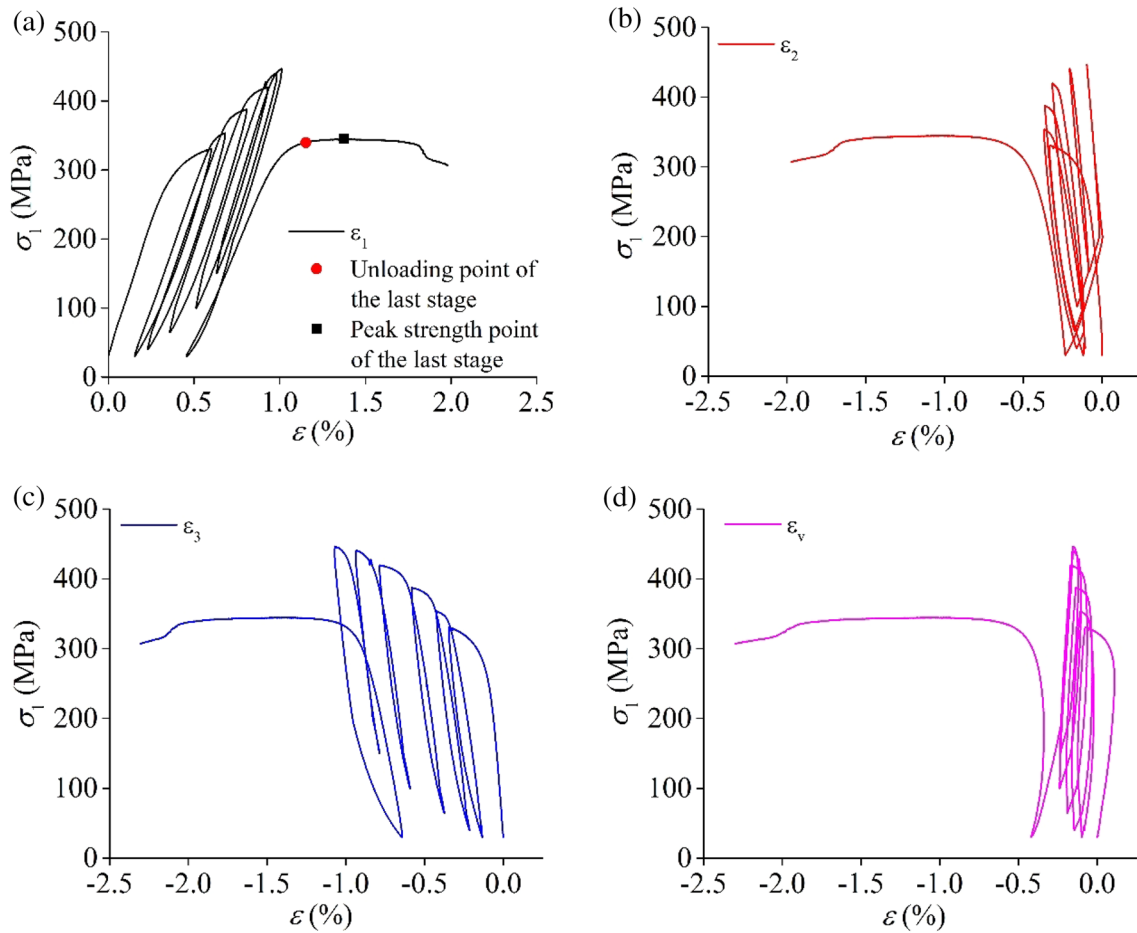 (a)
500
400
300
200
100
0
σ₁ (MPa)
ε₁
Unloading point of
the last stage
Peak strength point
of the last stage
0.0 0.5 1.0 1.5 2.0 2.5
ε (%)
(b)
ε₂
500
400
300
200
100
0
σ₁ (MPa)
-2.5 -2.0 -1.5 -1.0 -0.5 0.0
ε (%)
(c)
500
400
300
200
100
0
σ₁ (MPa)
ε₃
-2.5 -2.0 -1.5 -1.0 -0.5 0.0
ε (%)
(d)
500
400
300
200
100
0
σ₁ (MPa)
εᵥ
-2.5 -2.0 -1.5 -1.0 -0.5 0.0
ε (%)